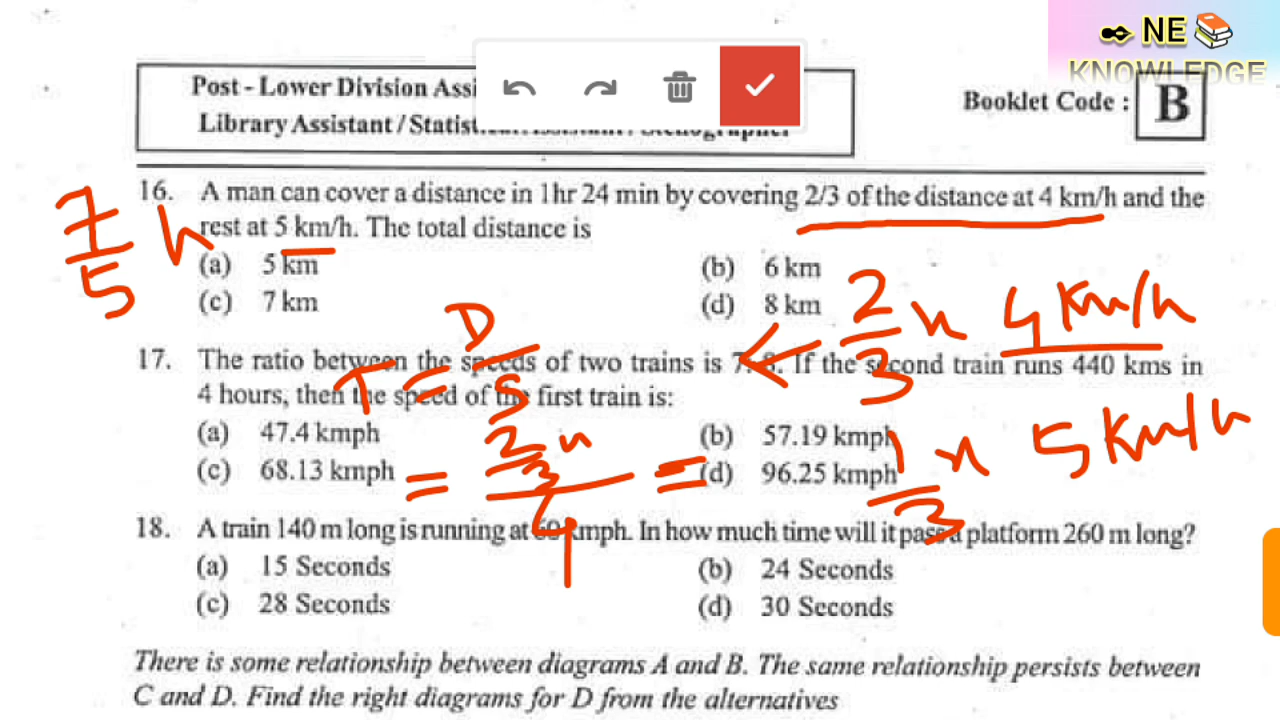 NE
KNOWLEDGE
Post - Lower Division Assi
Library Assistant / Statist
Booklet Code : B
16. A man can cover a distance in 1hr 24 min by covering 2/3 of the distance at 4 km/h and the
rest at 5 km/h. The total distance is
(a) 5 km (b) 6 km
(c) 7 km (d) 8 km
7/5 h
2/3 x 4 Km/h
T = D/S
17. The ratio between the speeds of two trains is 7:8. If the second train runs 440 kms in
4 hours, then the speed of the first train is:
(a) 47.4 kmph (b) 57.19 kmph
(c) 68.13 kmph (d) 96.25 kmph
1/3 x 5 Km/h
= 2/3 x / 4 =
18. A train 140 m long is running at 60 kmph. In how much time will it pass a platform 260 m long?
(a) 15 Seconds (b) 24 Seconds
(c) 28 Seconds (d) 30 Seconds
There is some relationship between diagrams A and B. The same relationship persists between
C and D. Find the right diagrams for D from the alternatives